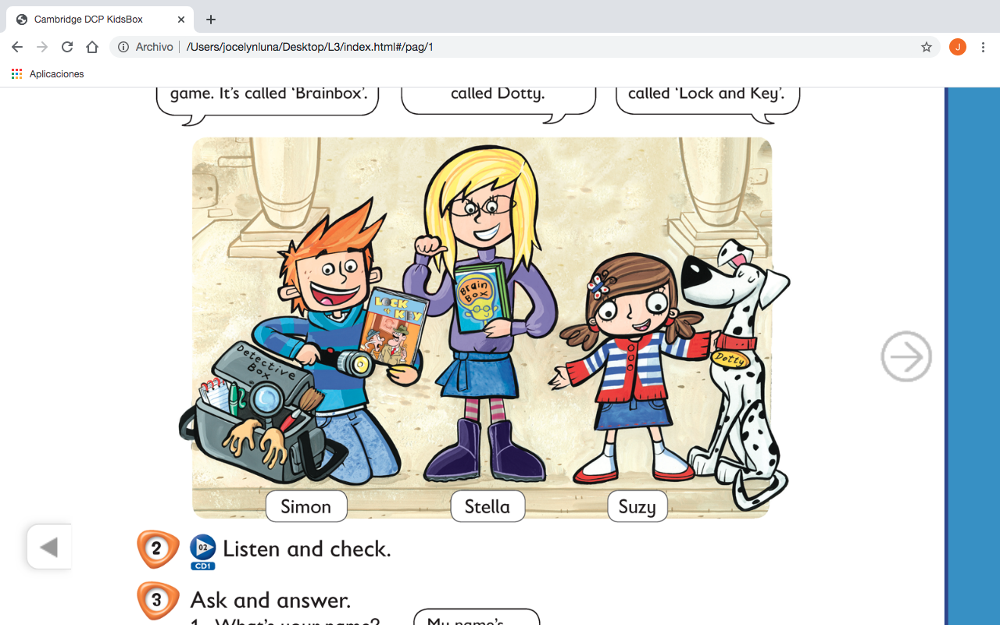 Cambridge DCP KidsBox
Archivo /Users/jocelynluna/Desktop/L3/index.html#/pag/1
J
Aplicaciones
game. It's called 'Brainbox'.
called Dotty.
called 'Lock and Key'.
Brain
Box
LOCK
&
KEY
Detective
Box
Dotty
Simon
Stella
Suzy
2 02 CD1 Listen and check.
3 Ask and answer.
1 What's your name? My name's